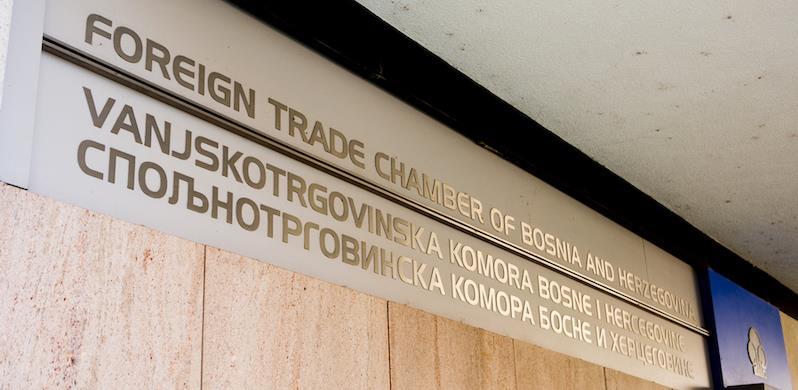 FOREIGN TRADE CHAMBER OF BOSNIA AND HERZEGOVINA
VANJSKOTRGOVINSKA KOMORA BOSNE I HERCEGOVINE
СПОЉНОТРГОВИНСКА КОМОРА БОСНЕ И ХЕРЦЕГОВИНЕ